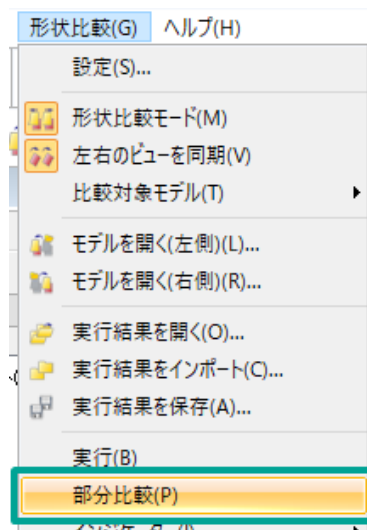 形状比較(G) ヘルプ(H)
設定(S)...
形状比較モード(M)
左右のビューを同期(V)
比較対象モデル(T)
モデルを開く(左側)(L)...
モデルを開く(右側)(R)...
実行結果を開く(O)...
実行結果をインポート(C)...
実行結果を保存(A)...
実行(B)
部分比較(P)